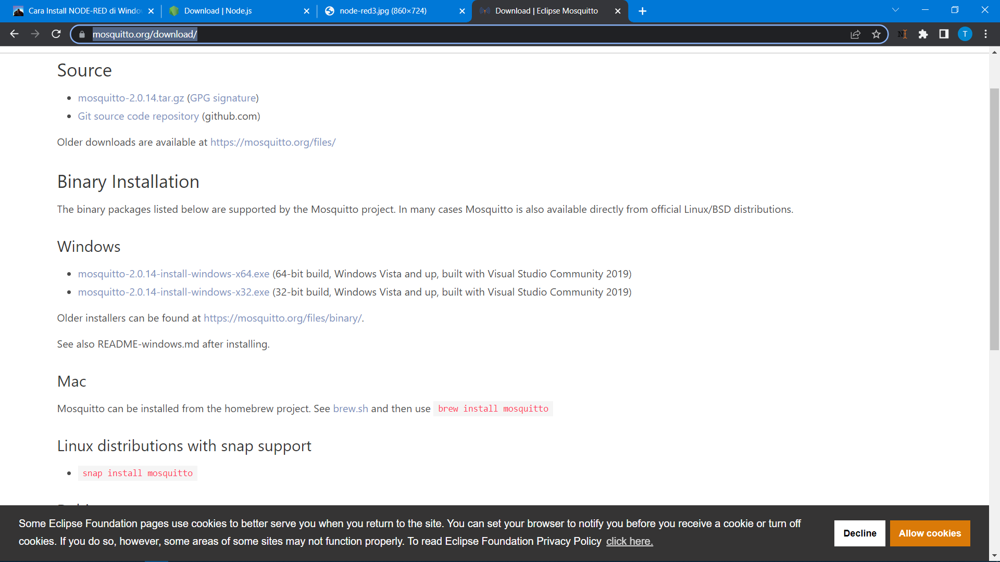 Cara Install NODE-RED di Windo
Download | Node.js
node-red3.jpg (860×724)
Download | Eclipse Mosquitto
mosquitto.org/download/
T
Source
mosquitto-2.0.14.tar.gz (GPG signature)
Git source code repository (github.com)
Older downloads are available at https://mosquitto.org/files/
Binary Installation
The binary packages listed below are supported by the Mosquitto project. In many cases Mosquitto is also available directly from official Linux/BSD distributions.
Windows
mosquitto-2.0.14-install-windows-x64.exe (64-bit build, Windows Vista and up, built with Visual Studio Community 2019)
mosquitto-2.0.14-install-windows-x32.exe (32-bit build, Windows Vista and up, built with Visual Studio Community 2019)
Older installers can be found at https://mosquitto.org/files/binary/.
See also README-windows.md after installing.
Mac
Mosquitto can be installed from the homebrew project. See brew.sh and then use brew install mosquitto
Linux distributions with snap support
snap install mosquitto
Some Eclipse Foundation pages use cookies to better serve you when you return to the site. You can set your browser to notify you before you receive a cookie or turn off
cookies. If you do so, however, some areas of some sites may not function properly. To read Eclipse Foundation Privacy Policy click here.
Decline
Allow cookies